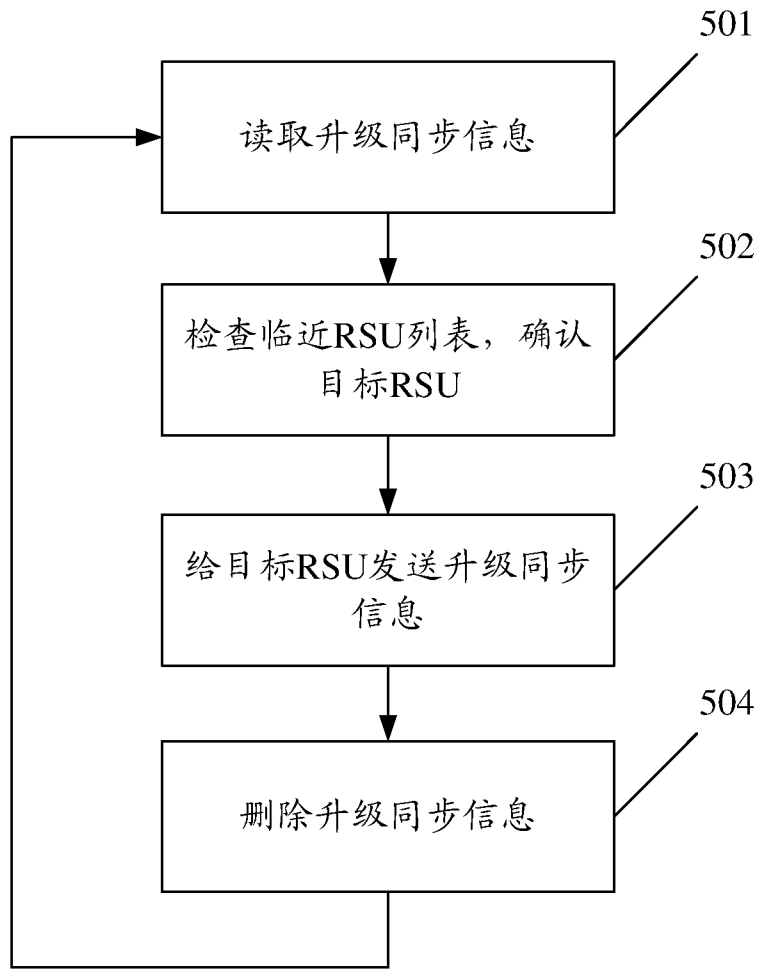 501
读取升级同步信息
502
检查临近RSU列表，确认
目标RSU
503
给目标RSU发送升级同步
信息
504
删除升级同步信息